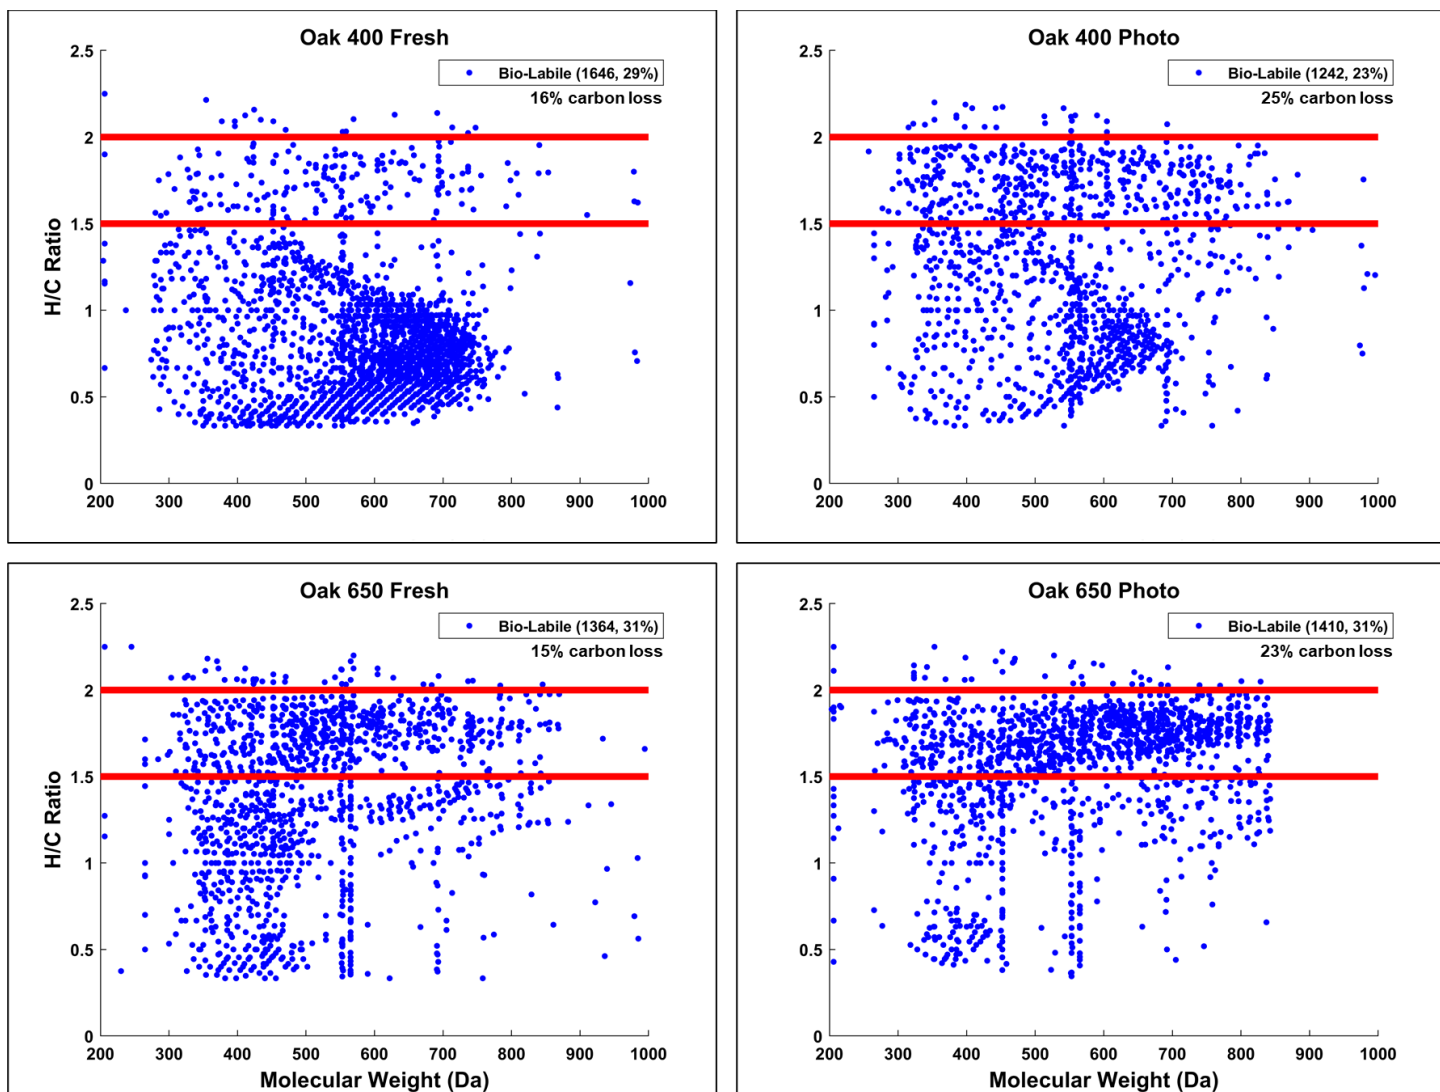 Oak 400 Fresh
2.5
2
1.5
1
0.5
0
H/C Ratio
Bio-Labile (1646, 29%)
16% carbon loss
200 300 400 500 600 700 800 900 1000
Oak 400 Photo
2.5
2
1.5
1
0.5
0
Bio-Labile (1242, 23%)
25% carbon loss
200 300 400 500 600 700 800 900 1000
Oak 650 Fresh
2.5
2
1.5
1
0.5
0
H/C Ratio
Bio-Labile (1364, 31%)
15% carbon loss
200 300 400 500 600 700 800 900 1000
Molecular Weight (Da)
Oak 650 Photo
2.5
2
1.5
1
0.5
0
Bio-Labile (1410, 31%)
23% carbon loss
200 300 400 500 600 700 800 900 1000
Molecular Weight (Da)